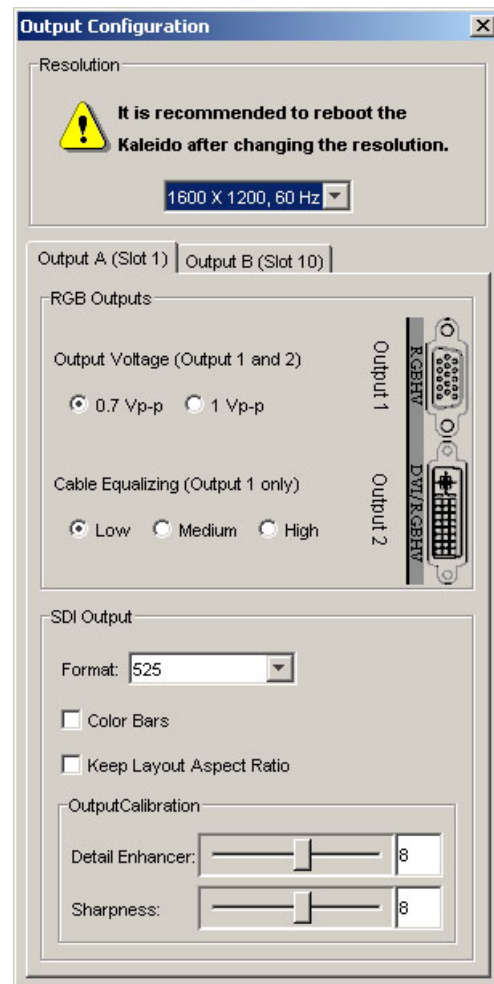 Output Configuration
Resolution
It is recommended to reboot the
Kaleido after changing the resolution.
1600 X 1200, 60 Hz
Output A (Slot 1)
Output B (Slot 10)
RGB Outputs
Output Voltage (Output 1 and 2)
0.7 Vp-p
1 Vp-p
Output 1
RGBHV
Cable Equalizing (Output 1 only)
Low
Medium
High
Output 2
DVI/RGBHV
SDI Output
Format: 525
Color Bars
Keep Layout Aspect Ratio
OutputCalibration
Detail Enhancer: 8
Sharpness: 8